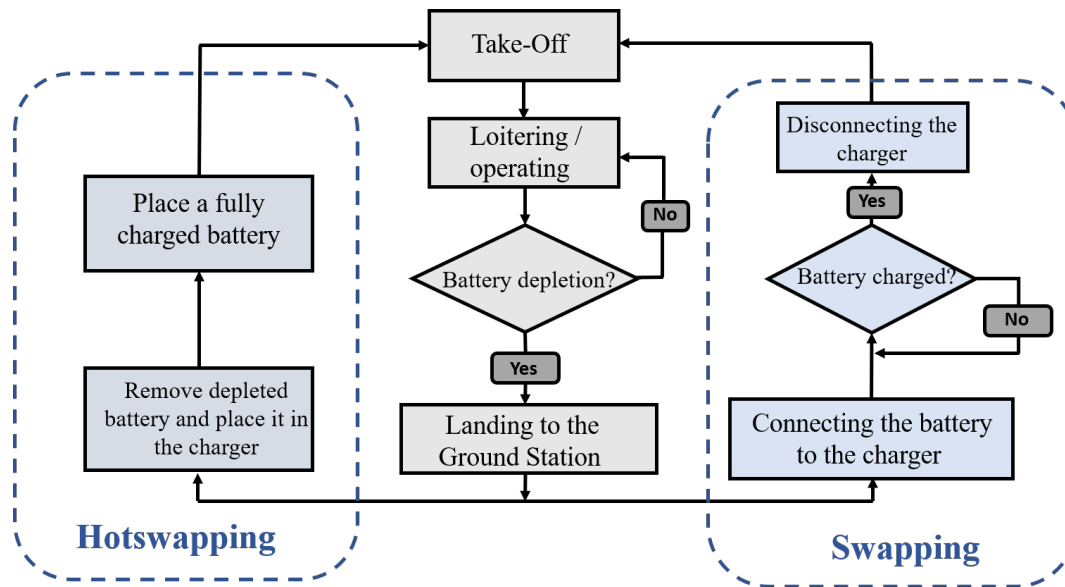 Take-Off
Loitering /
operating
No
Battery depletion?
Yes
Landing to the
Ground Station
Place a fully
charged battery
Remove depleted
battery and place it in
the charger
Hotswapping
Disconnecting the
charger
Yes
Battery charged?
No
Connecting the battery
to the charger
Swapping